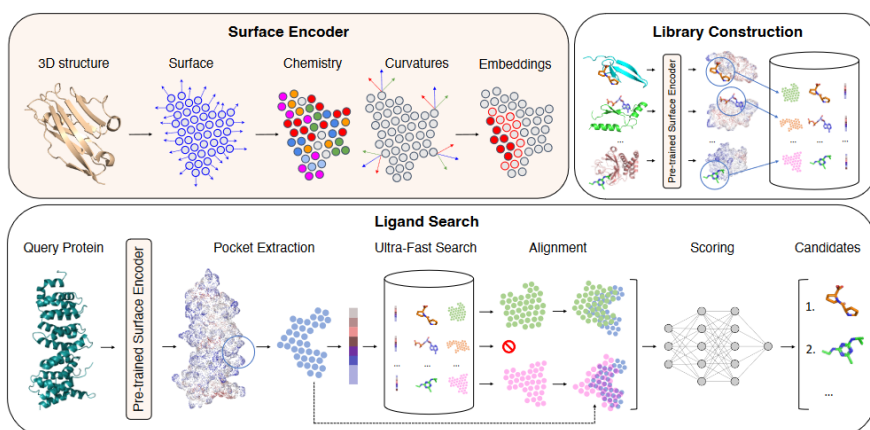 Surface Encoder
3D structure
Surface
Chemistry
Curvatures
Embeddings
Library Construction
Pre-trained Surface Encoder
...
...
...
...
...
Ligand Search
Query Protein
Pocket Extraction
Ultra-Fast Search
Alignment
Scoring
Candidates
Pre-trained Surface Encoder
1.
2.
...
...
...
...